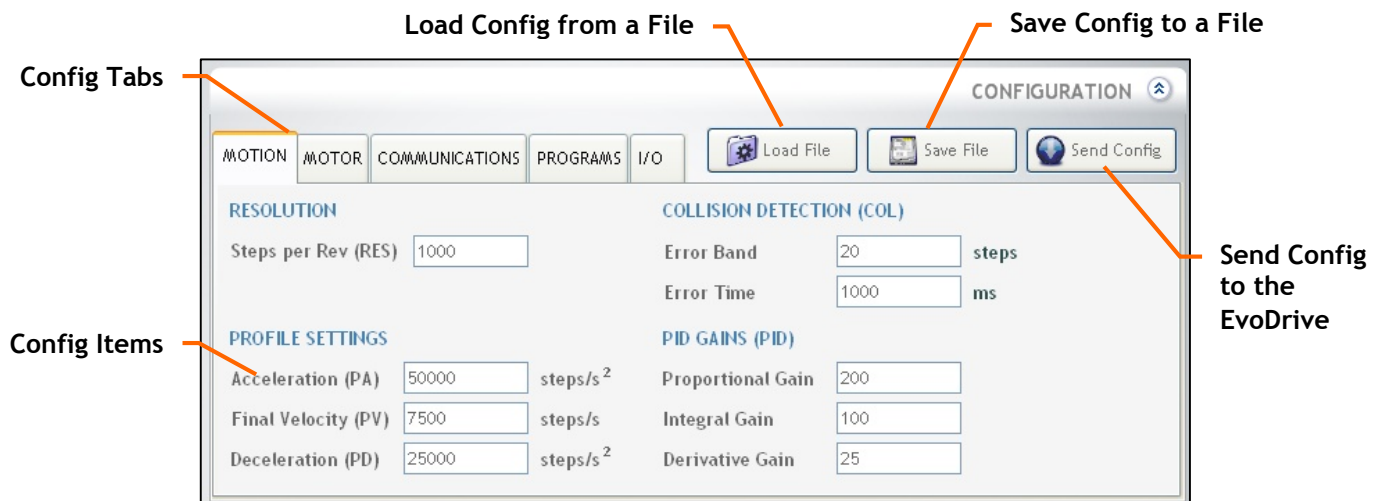 Load Config from a File
Save Config to a File
Config Tabs
CONFIGURATION
MOTION MOTOR COMMUNICATIONS PROGRAMS I/O Load File Save File Send Config
RESOLUTION
Steps per Rev (RES) 1000
COLLISION DETECTION (COL)
Error Band 20 steps
Error Time 1000 ms
Send Config
to the
EvoDrive
Config Items
PROFILE SETTINGS
Acceleration (PA) 50000 steps/s²
Final Velocity (PV) 7500 steps/s
Deceleration (PD) 25000 steps/s²
PID GAINS (PID)
Proportional Gain 200
Integral Gain 100
Derivative Gain 25